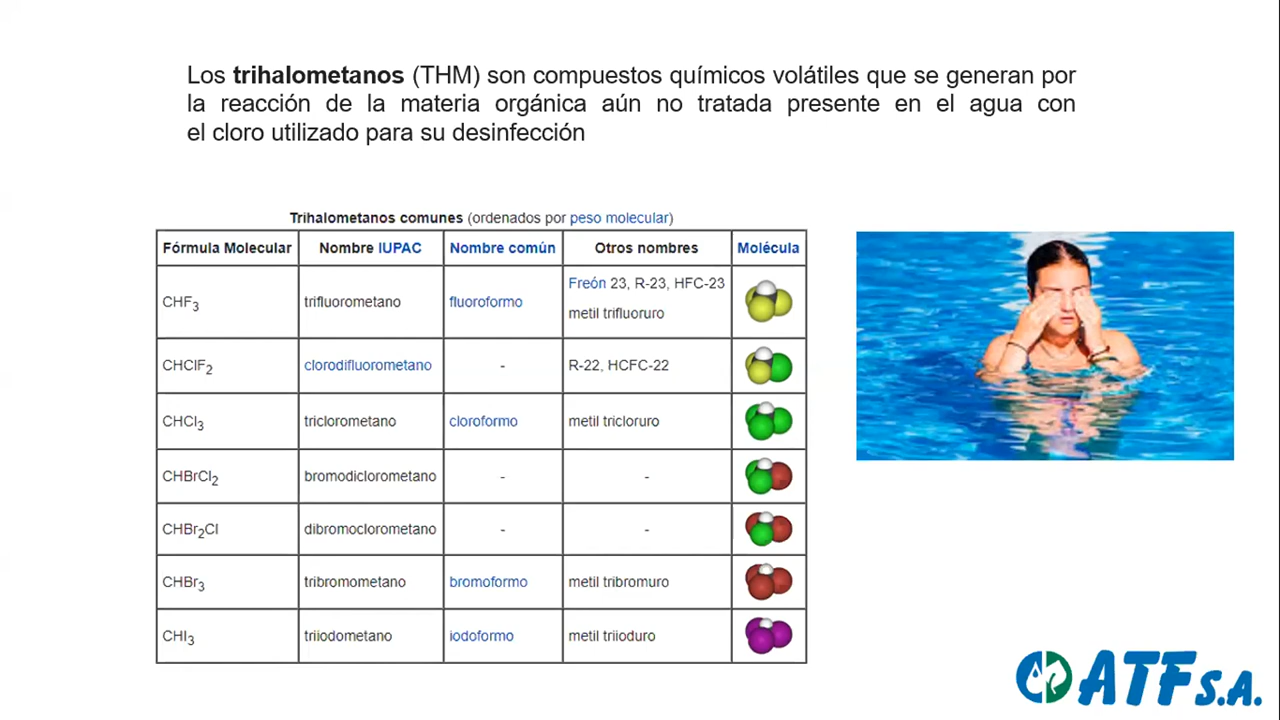 Los trihalometanos (THM) son compuestos químicos volátiles que se generan por
la reacción de la materia orgánica aún no tratada presente en el agua con
el cloro utilizado para su desinfección
Trihalometanos comunes (ordenados por peso molecular)
Fórmula Molecular Nombre IUPAC Nombre común Otros nombres Molécula
CHF3 trifluorometano fluoroformo Freón 23, R-23, HFC-23
metil trifluoruro
CHClF2 clorodifluorometano - R-22, HCFC-22
CHCl3 triclorometano cloroformo metil tricloruro
CHBrCl2 bromodiclorometano - -
CHBr2Cl dibromoclorometano - -
CHBr3 tribromometano bromoformo metil tribromuro
CHI3 triiodometano iodoformo metil triioduro
ATF S.A.